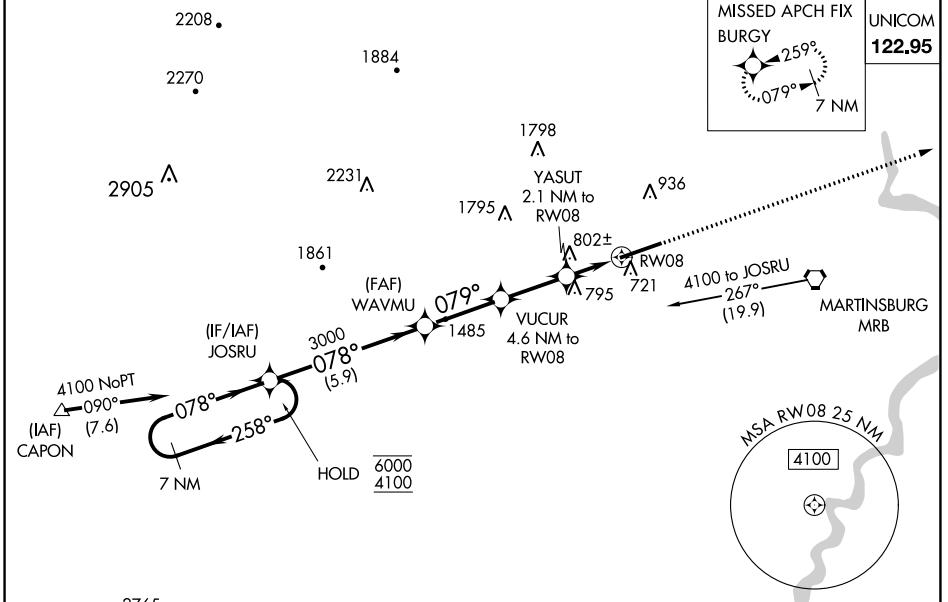 2208
1884
2270
MISSED APCH FIX
BURGY
259°
079°
7 NM
UNICOM
122.95
1798
2905
2231
YASUT
2.1 NM to
RW08
936
1795
802±
1861
RW08
4100 to JOSRU
267°
(19.9)
721
795
MARTINSBURG
MRB
(FAF)
WAVMU
079°
1485
VUCUR
4.6 NM to
RW08
(IF/IAF)
JOSRU
3000
078°
(5.9)
4100 NoPT
090°
(7.6)
(IAF)
CAPON
078°
258°
7 NM
HOLD
6000
4100
MSA RW08 25 NM
4100